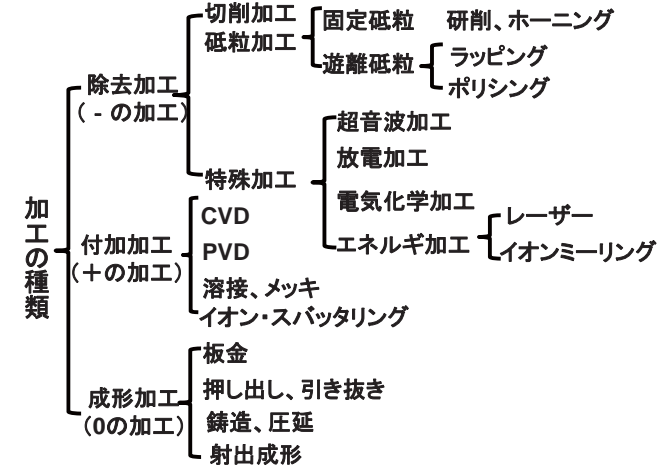 加工の種類
除去加工
( - の加工)
切削加工
砥粒加工
固定砥粒 研削、ホーニング
遊離砥粒
ラッピング
ポリシング
特殊加工
超音波加工
放電加工
電気化学加工
エネルギ加工
レーザー
イオンミーリング
付加加工
(+の加工)
CVD
PVD
溶接、メッキ
イオン・スバッタリング
成形加工
(0の加工)
板金
押し出し、引き抜き
鋳造、圧延
射出成形